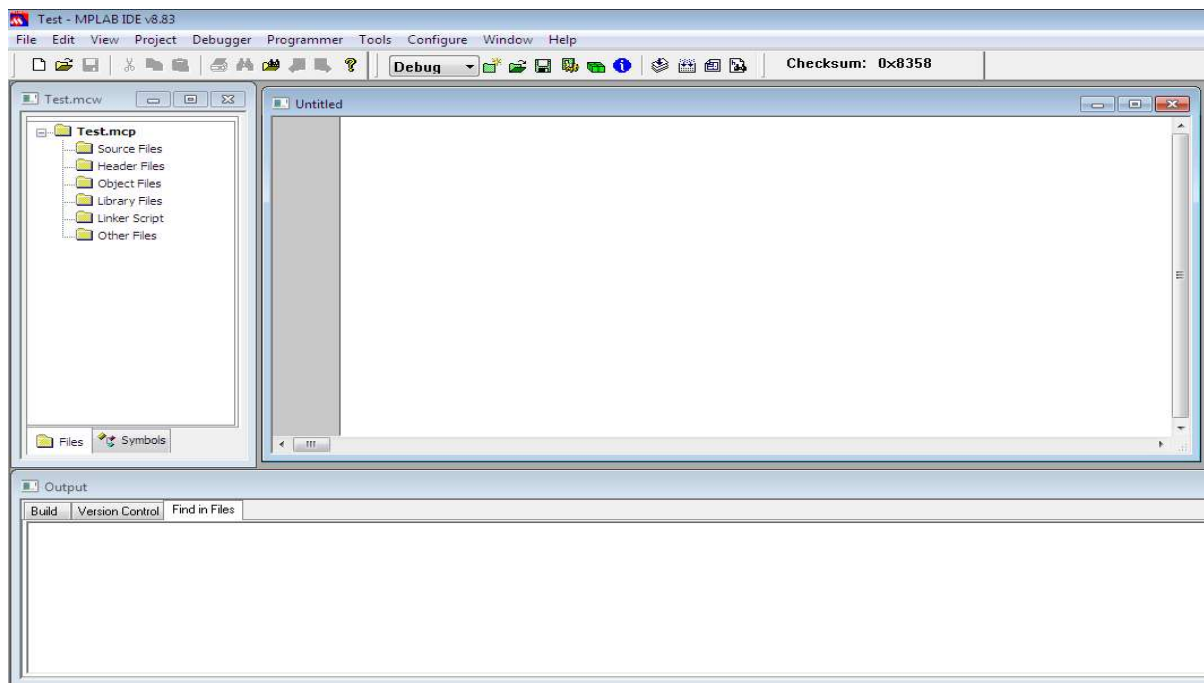 Test - MPLAB IDE v8.83
File Edit View Project Debugger Programmer Tools Configure Window Help
Debug Checksum: 0x8358
Test.mcw
Test.mcp
Source Files
Header Files
Object Files
Library Files
Linker Script
Other Files
Files Symbols
Untitled
Output
Build Version Control Find in Files